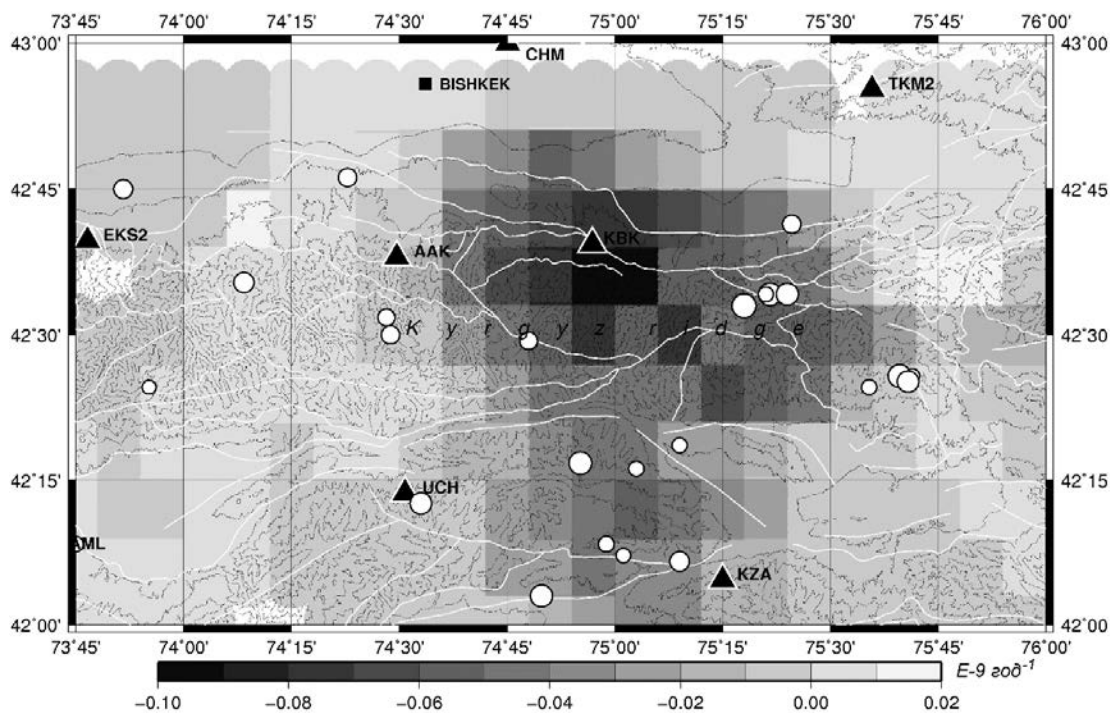 73°45' 74°00' 74°15' 74°30' 74°45' 75°00' 75°15' 75°30' 75°45' 76°00'
43°00' 43°00'
CHM
BISHKEK
TKM2
42°45' 42°45'
EKS2
AAK
KBK
42°30' Kyrgyz ridge 42°30'
42°15' 42°15'
UCH
AML
KZA
42°00' 42°00'
73°45' 74°00' 74°15' 74°30' 74°45' 75°00' 75°15' 75°30' 75°45' 76°00'
E-9 год⁻¹
−0.10 −0.08 −0.06 −0.04 −0.02 0.00 0.02